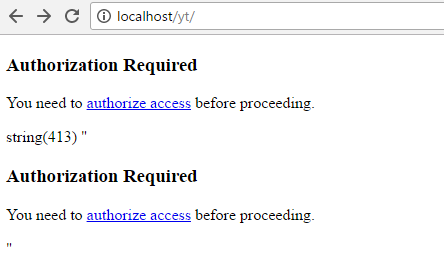 localhost/yt/
Authorization Required
You need to authorize access before proceeding.
string(413) "
Authorization Required
You need to authorize access before proceeding.
"